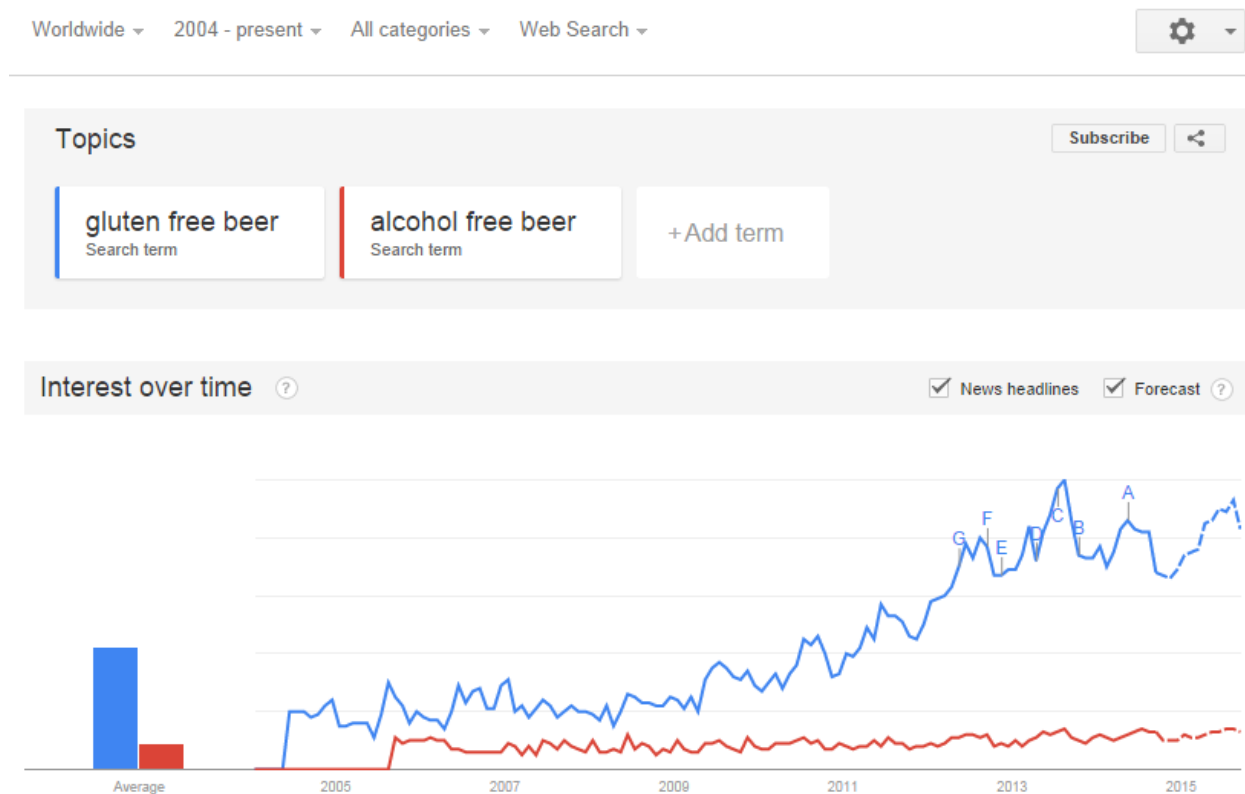 Worldwide 2004 - present All categories Web Search
Topics
Subscribe
gluten free beer
Search term
alcohol free beer
Search term
+Add term
Interest over time ?
News headlines Forecast ?
A
F
C
B
G
D
E
Average 2005 2007 2009 2011 2013 2015